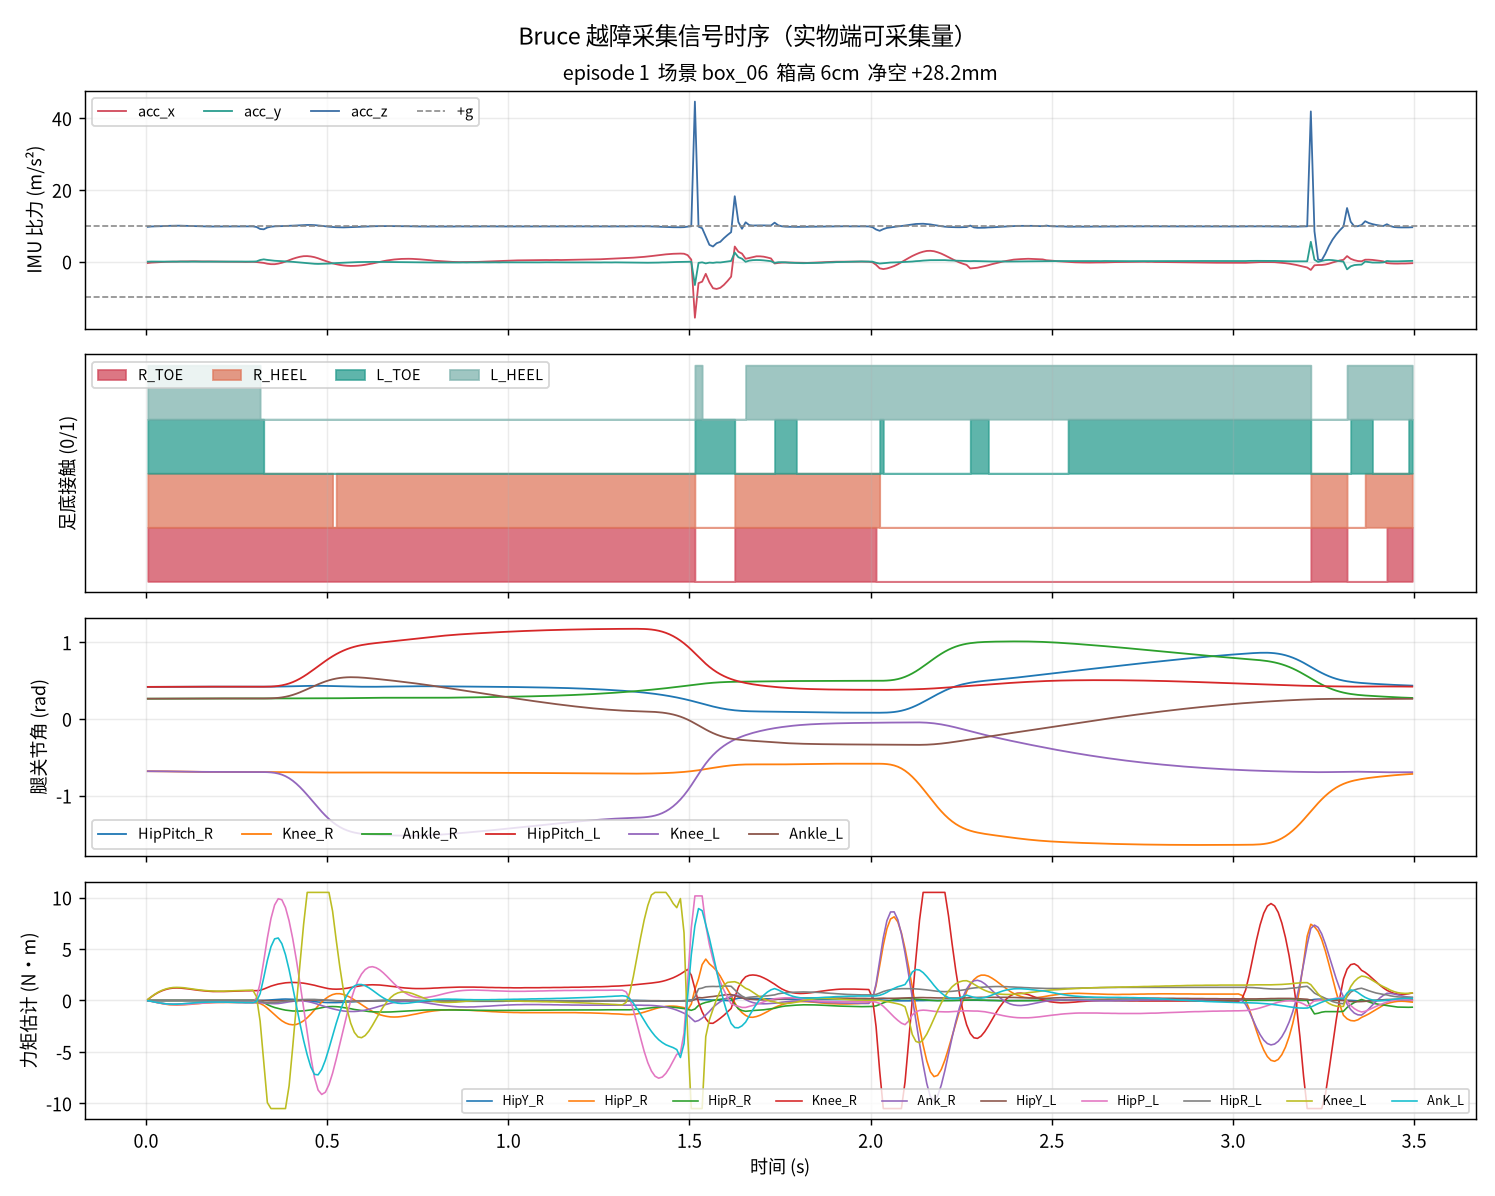 Bruce 越障采集信号时序（实物端可采集量）
episode 1 场景 box_06 箱高 6cm 净空 +28.2mm
acc_x acc_y acc_z +g
IMU 比力 (m/s²)
40
20
0
R_TOE R_HEEL L_TOE L_HEEL
足底接触 (0/1)
腿关节角 (rad)
1
0
-1
HipPitch_R Knee_R Ankle_R HipPitch_L Knee_L Ankle_L
力矩估计 (N·m)
10
5
0
-5
-10
HipY_R HipP_R HipR_R Knee_R Ank_R HipY_L HipP_L HipR_L Knee_L Ank_L
0.0 0.5 1.0 1.5 2.0 2.5 3.0 3.5
时间 (s)